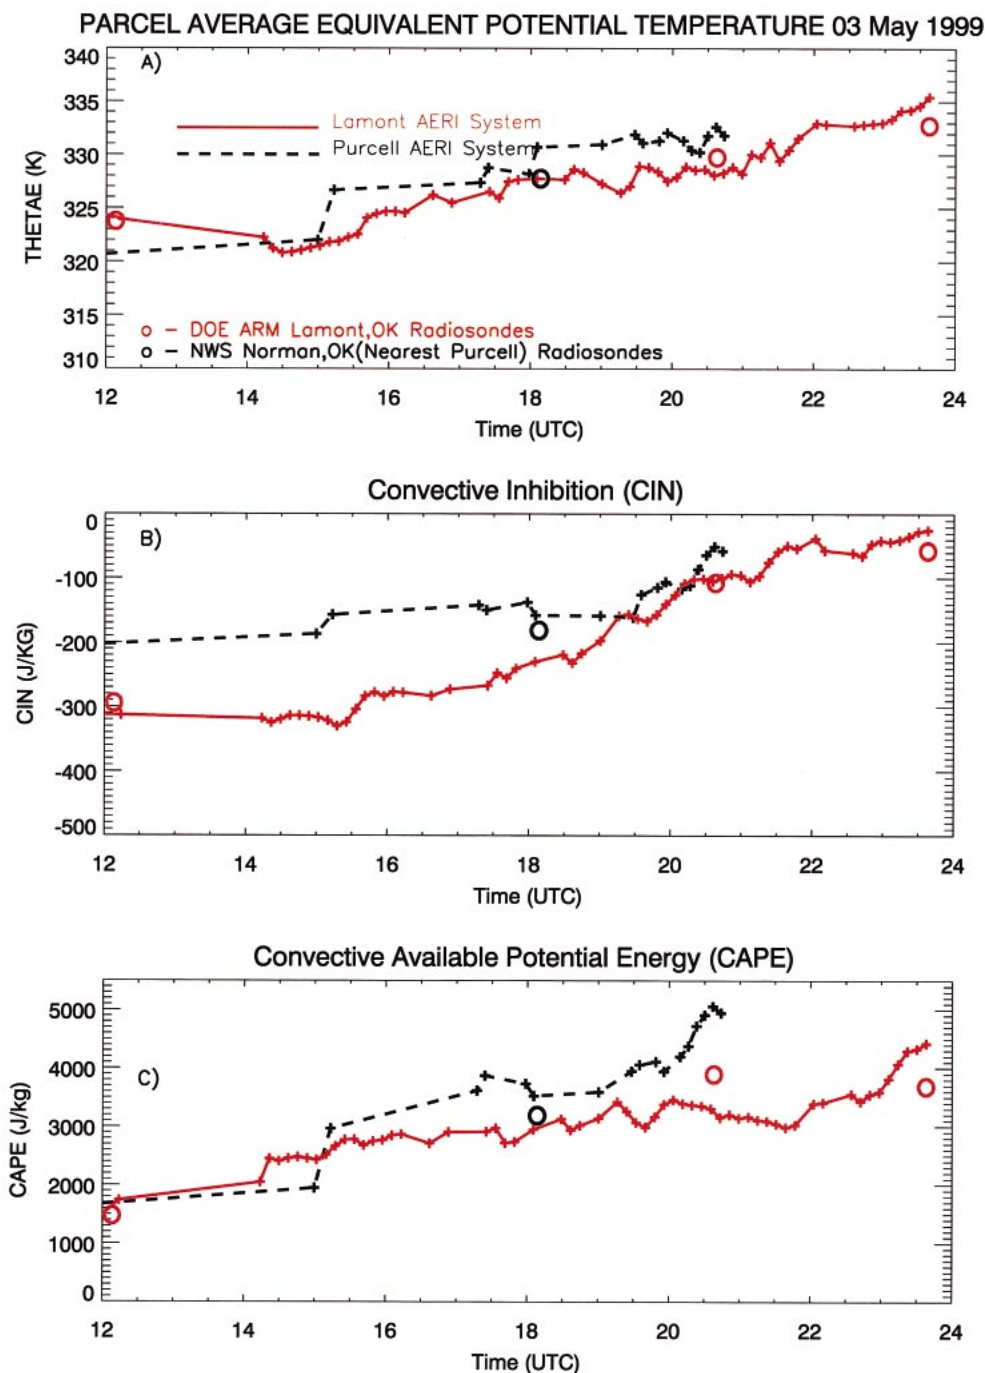 PARCEL AVERAGE EQUIVALENT POTENTIAL TEMPERATURE 03 May 1999
340
335
330
325
320
315
310
THETAE (K)
A)
Lamont AERI System
Purcell AERI System
o - DOE ARM Lamont,OK Radiosondes
o - NWS Norman,OK(Nearest Purcell) Radiosondes
12 14 16 18 20 22 24
Time (UTC)
Convective Inhibition (CIN)
0
-100
-200
-300
-400
-500
CIN (J/KG)
B)
12 14 16 18 20 22 24
Time (UTC)
Convective Available Potential Energy (CAPE)
5000
4000
3000
2000
1000
0
CAPE (J/kg)
C)
12 14 16 18 20 22 24
Time (UTC)